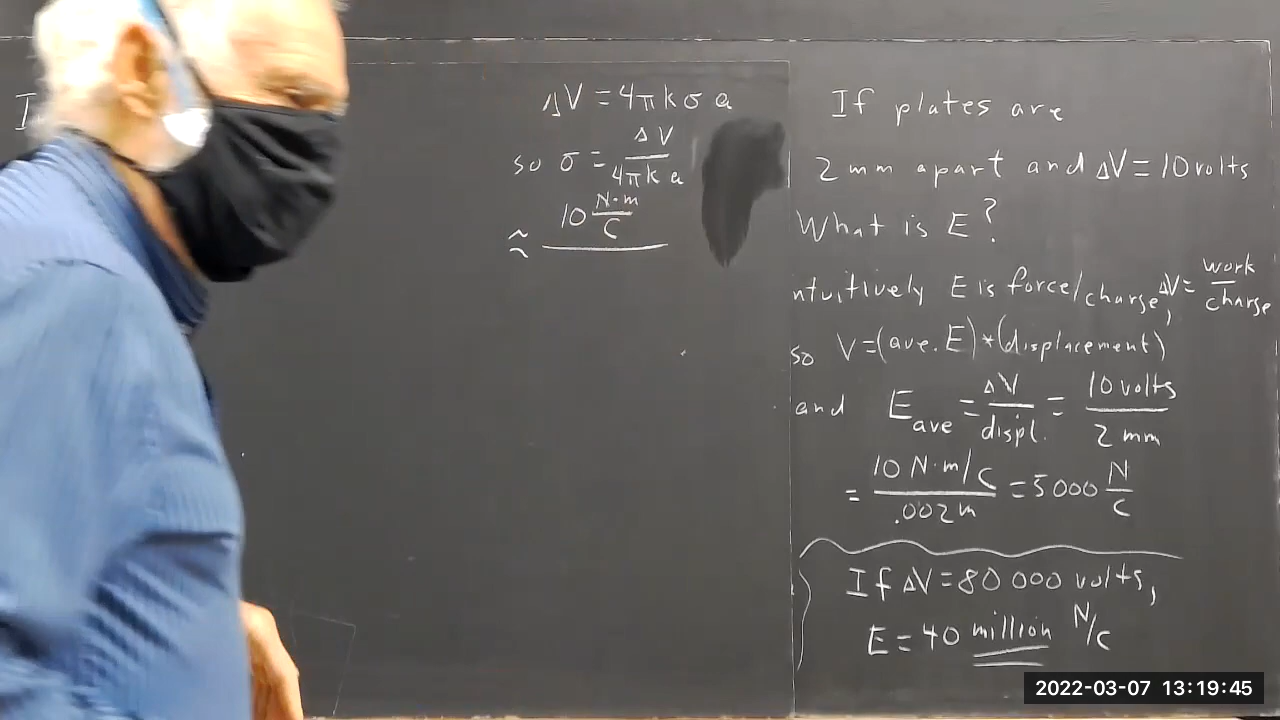 I
ΔV = 4πkσa
so σ = ΔV / 4πka
≈ 10 N·m/C
If plates are
2 mm apart and ΔV = 10 volts
What is E?
ntuitively E is force/charge, ΔV = work/charge
so V = (ave. E) * (displacement)
and E ave = ΔV / displ. = 10 volts / 2 mm
= 10 N·m/C / .002 m = 5000 N/C
If ΔV = 80 000 volts,
E = 40 million N/C
2022-03-07 13:19:45